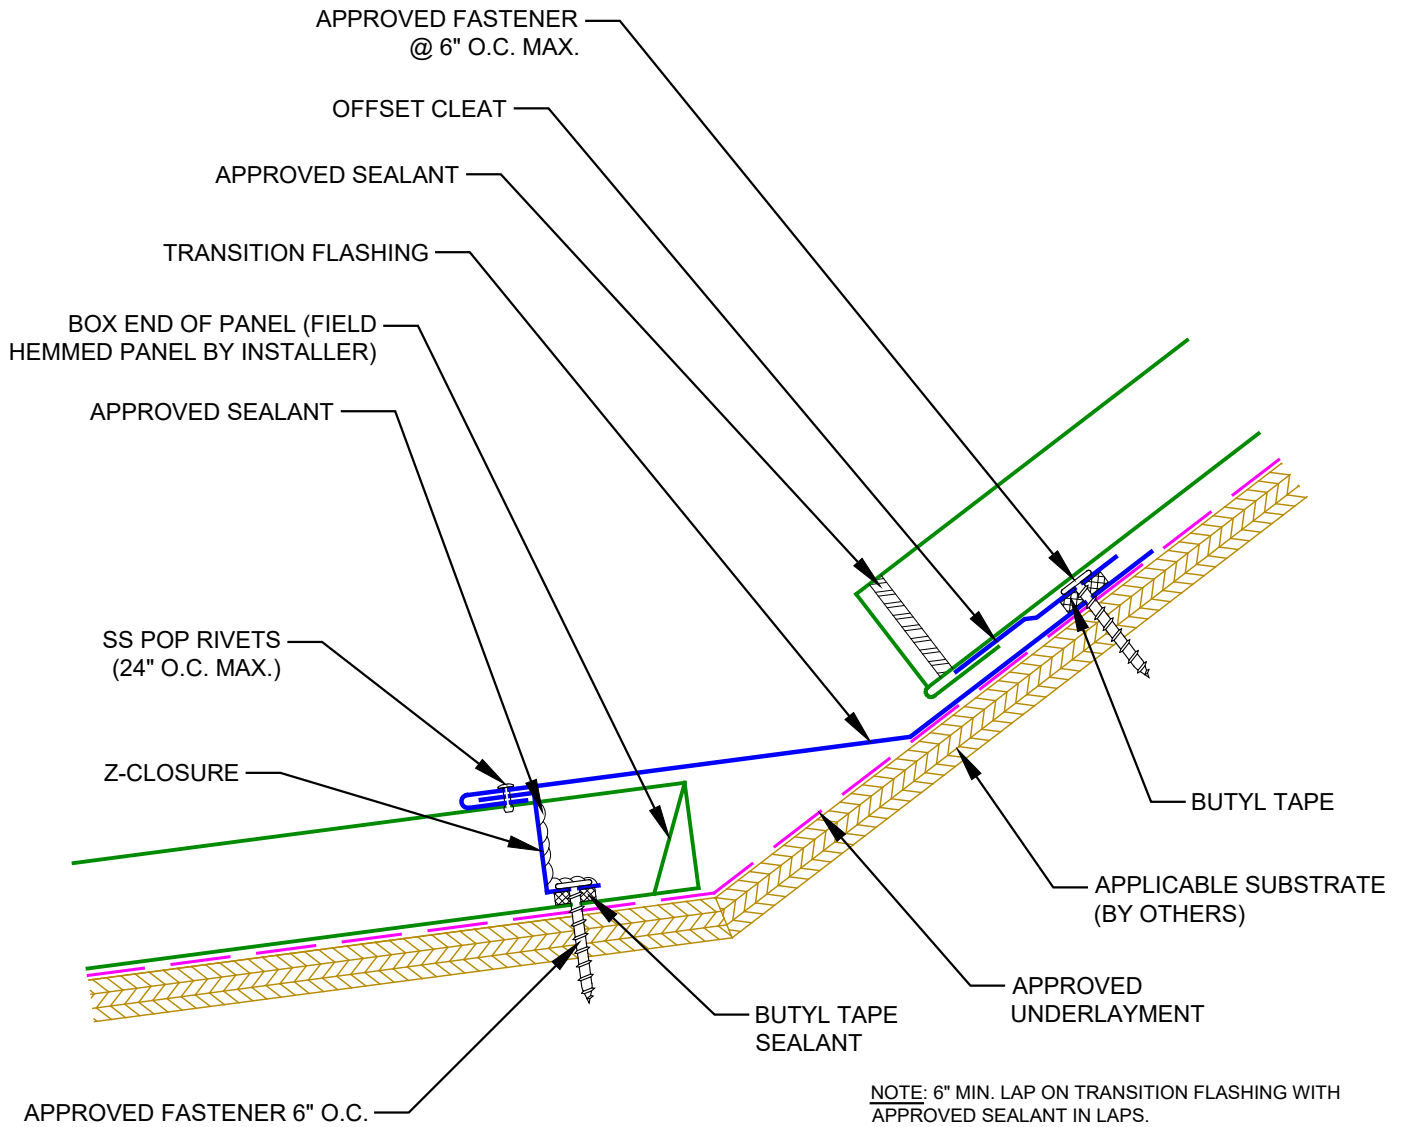 APPROVED FASTENER
@ 6" O.C. MAX.
OFFSET CLEAT
APPROVED SEALANT
TRANSITION FLASHING
BOX END OF PANEL (FIELD
HEMMED PANEL BY INSTALLER)
APPROVED SEALANT
SS POP RIVETS
(24" O.C. MAX.)
Z-CLOSURE
BUTYL TAPE
APPLICABLE SUBSTRATE
(BY OTHERS)
APPROVED
UNDERLAYMENT
BUTYL TAPE
SEALANT
APPROVED FASTENER 6" O.C.
NOTE: 6" MIN. LAP ON TRANSITION FLASHING WITH
APPROVED SEALANT IN LAPS.